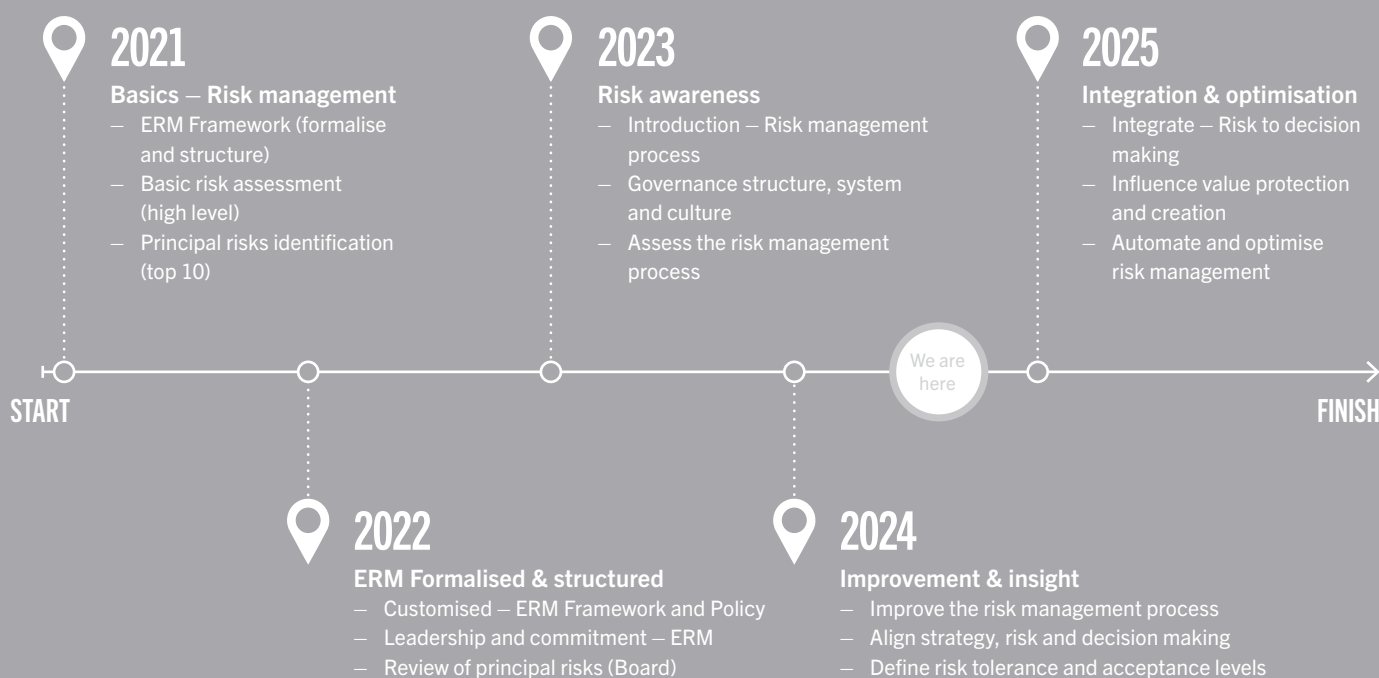 2021
Basics – Risk management
– ERM Framework (formalise
and structure)
– Basic risk assessment
(high level)
– Principal risks identification
(top 10)
2023
Risk awareness
– Introduction – Risk management
process
– Governance structure, system
and culture
– Assess the risk management
process
2025
Integration & optimisation
– Integrate – Risk to decision
making
– Influence value protection
and creation
– Automate and optimise
risk management
We are
here
START
FINISH
2022
ERM Formalised & structured
– Customised – ERM Framework and Policy
– Leadership and commitment – ERM
– Review of principal risks (Board)
2024
Improvement & insight
– Improve the risk management process
– Align strategy, risk and decision making
– Define risk tolerance and acceptance levels